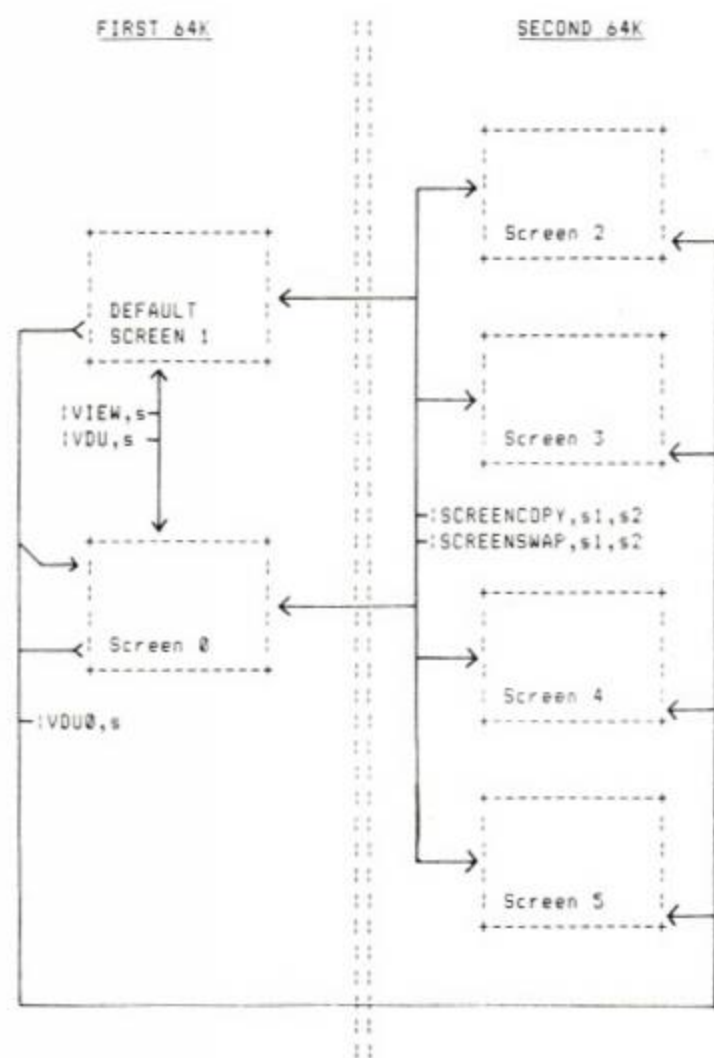 FIRST 64K
SECOND 64K
Screen 2
DEFAULT
SCREEN 1
¦VIEW,s
¦VDU,s
Screen 3
¦SCREENCOPY,s1,s2
¦SCREENSWAP,s1,s2
Screen 0
Screen 4
¦VDU0,s
Screen 5